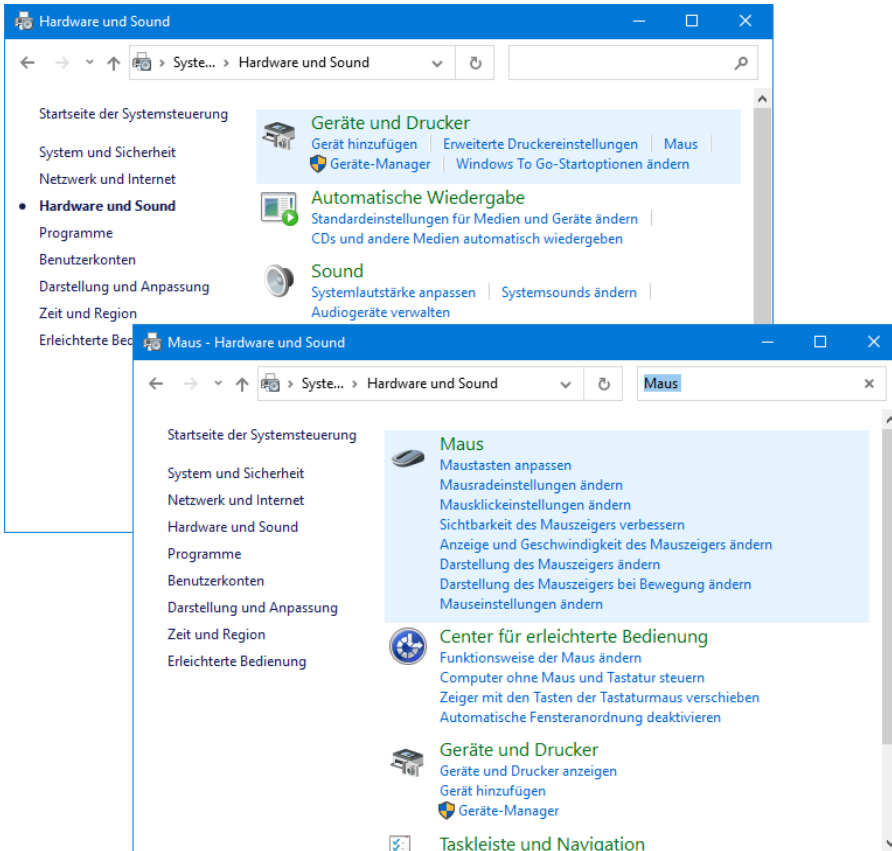 Hardware und Sound
Syste... › Hardware und Sound
Startseite der Systemsteuerung
System und Sicherheit
Netzwerk und Internet
Hardware und Sound
Programme
Benutzerkonten
Darstellung und Anpassung
Zeit und Region
Erleichterte Bed
Geräte und Drucker
Gerät hinzufügen | Erweiterte Druckereinstellungen | Maus
Geräte-Manager | Windows To Go-Startoptionen ändern
Automatische Wiedergabe
Standardeinstellungen für Medien und Geräte ändern
CDs und andere Medien automatisch wiedergeben
Sound
Systemlautstärke anpassen | Systemsounds ändern
Audiogeräte verwalten
Maus - Hardware und Sound
Syste... › Hardware und Sound
Maus
Startseite der Systemsteuerung
System und Sicherheit
Netzwerk und Internet
Hardware und Sound
Programme
Benutzerkonten
Darstellung und Anpassung
Zeit und Region
Erleichterte Bedienung
Maus
Maustasten anpassen
Mausradeinstellungen ändern
Mausklickeinstellungen ändern
Sichtbarkeit des Mauszeigers verbessern
Anzeige und Geschwindigkeit des Mauszeigers ändern
Darstellung des Mauszeigers ändern
Darstellung des Mauszeigers bei Bewegung ändern
Mauseinstellungen ändern
Center für erleichterte Bedienung
Funktionsweise der Maus ändern
Computer ohne Maus und Tastatur steuern
Zeiger mit den Tasten der Tastaturmaus verschieben
Automatische Fensteranordnung deaktivieren
Geräte und Drucker
Geräte und Drucker anzeigen
Gerät hinzufügen
Geräte-Manager
Taskleiste und Navigation